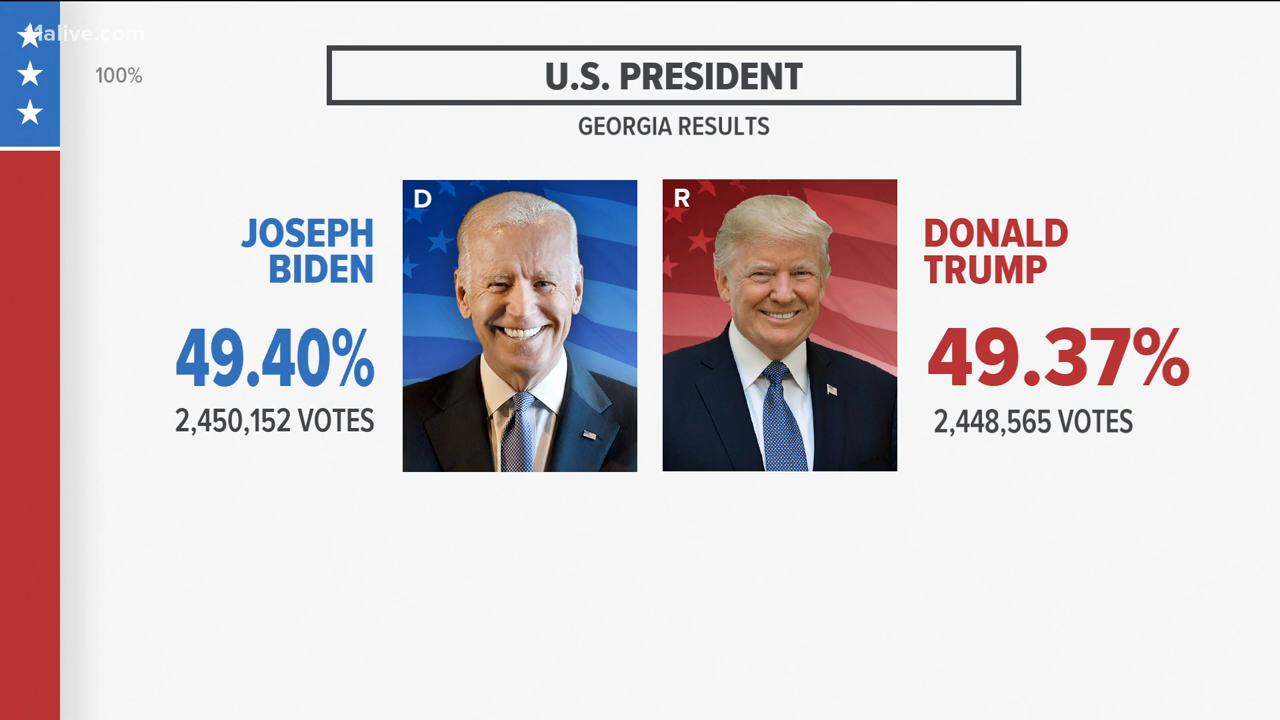 11alive.com
100%
U.S. PRESIDENT
GEORGIA RESULTS
D
R
JOSEPH
BIDEN
49.40%
2,450,152 VOTES
DONALD
TRUMP
49.37%
2,448,565 VOTES